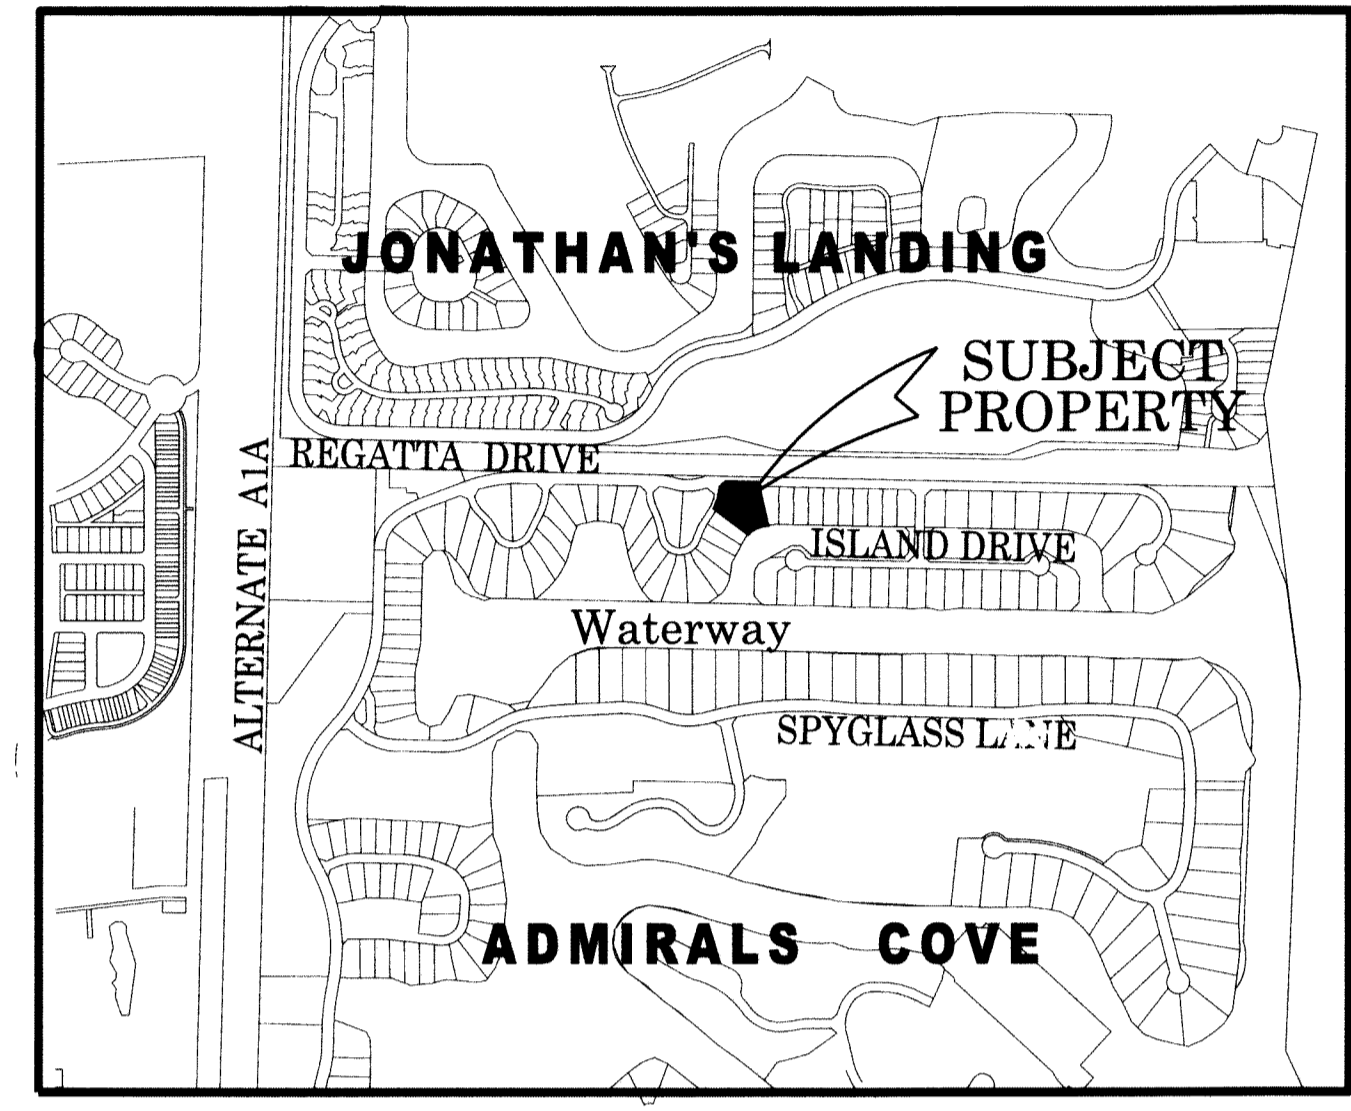 JONATHAN'S LANDING
SUBJECT
PROPERTY
REGATTA DRIVE
ALTERNATE A1A
ISLAND DRIVE
Waterway
SPYGLASS LANE
ADMIRALS COVE